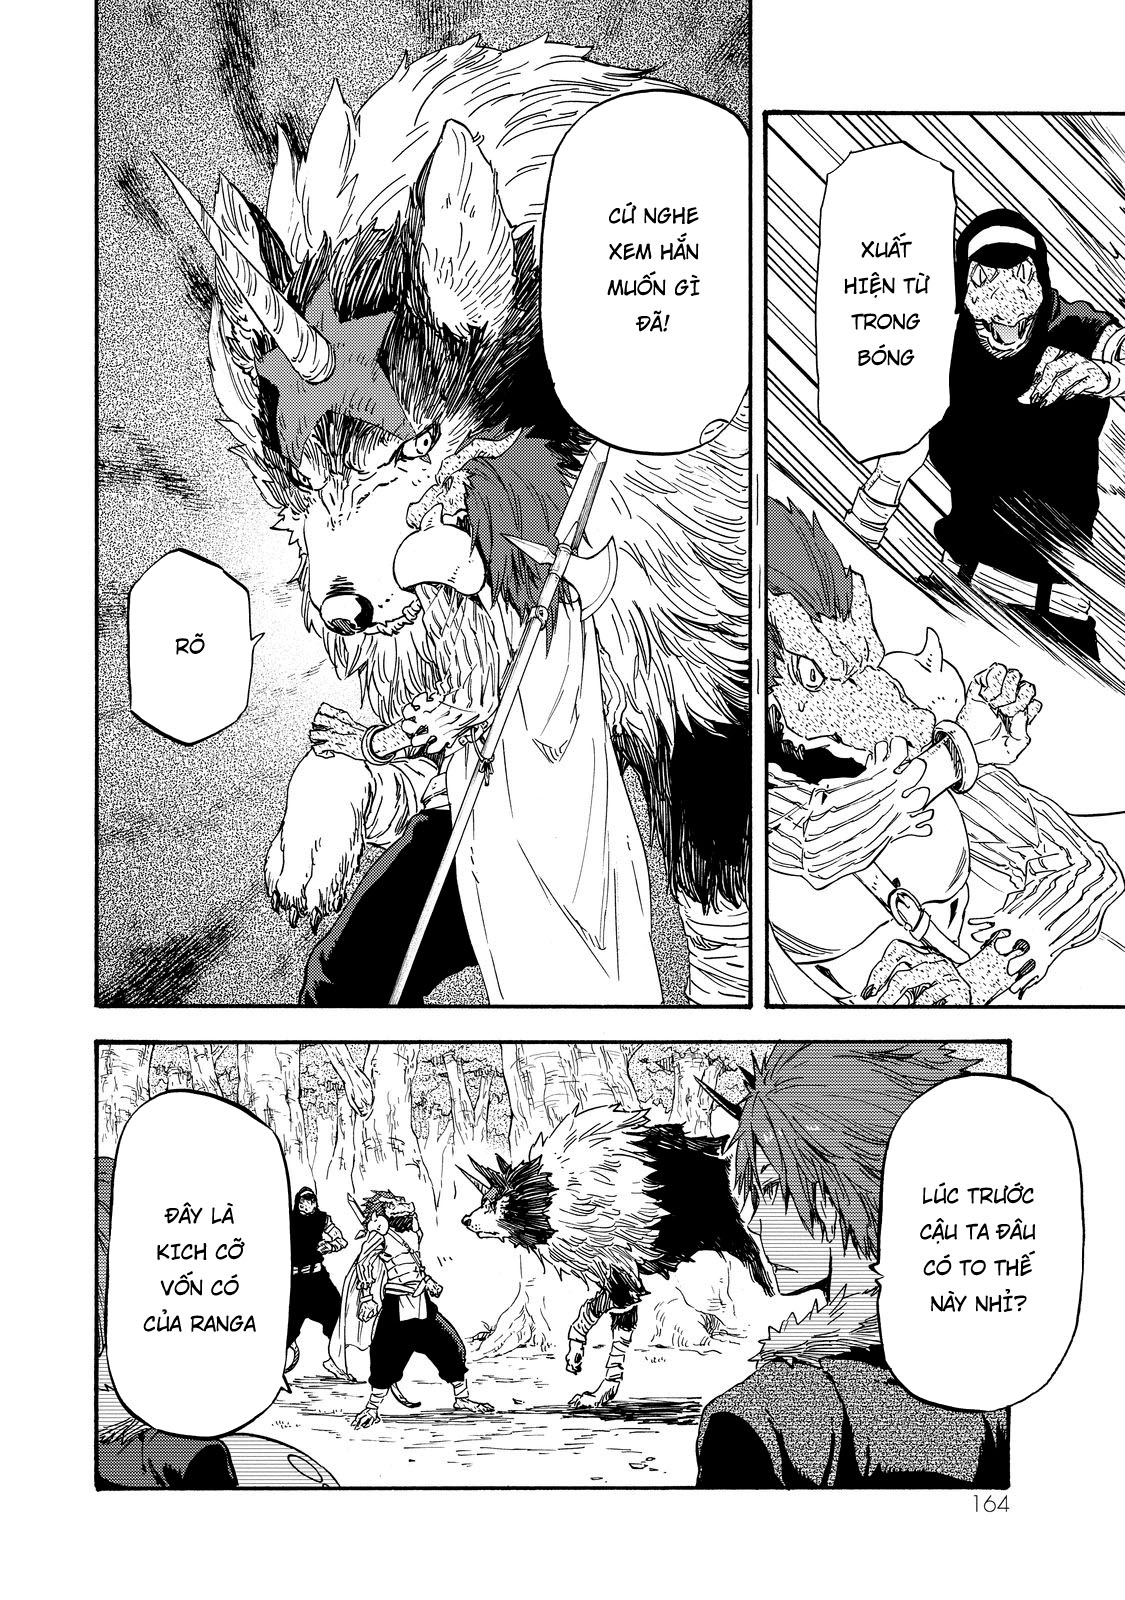 XUẤT
HIỆN TỪ
TRONG
BÓNG
CỨ NGHE
XEM HẮN
MUỐN GÌ
ĐÃ!
RÕ
LÚC TRƯỚC
CẬU TA ĐÂU
CÓ TO THẾ
NÀY NHỈ?
ĐÂY LÀ
KICH CỠ
VỐN CÓ
CỦA RANGA
164